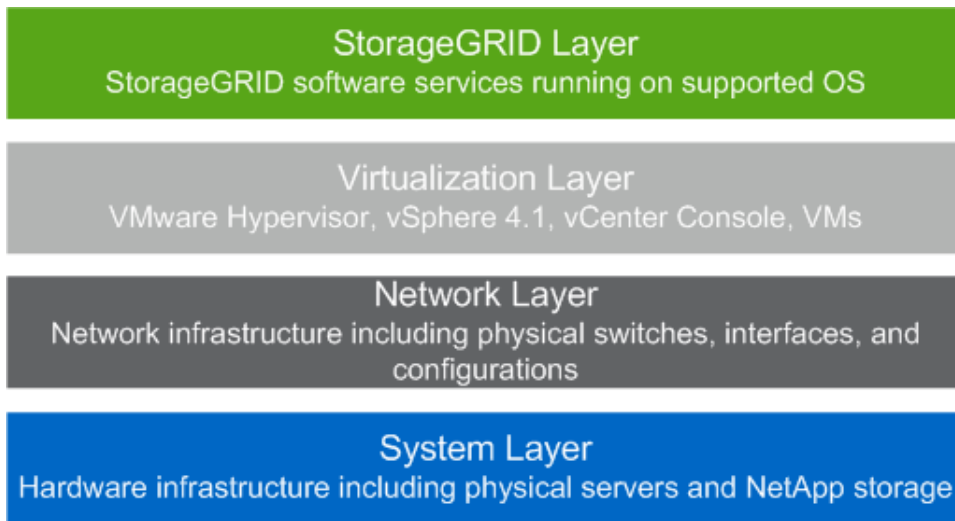 StorageGRID Layer
StorageGRID software services running on supported OS
Virtualization Layer
VMware Hypervisor, vSphere 4.1, vCenter Console, VMs
Network Layer
Network infrastructure including physical switches, interfaces, and
configurations
System Layer
Hardware infrastructure including physical servers and NetApp storage